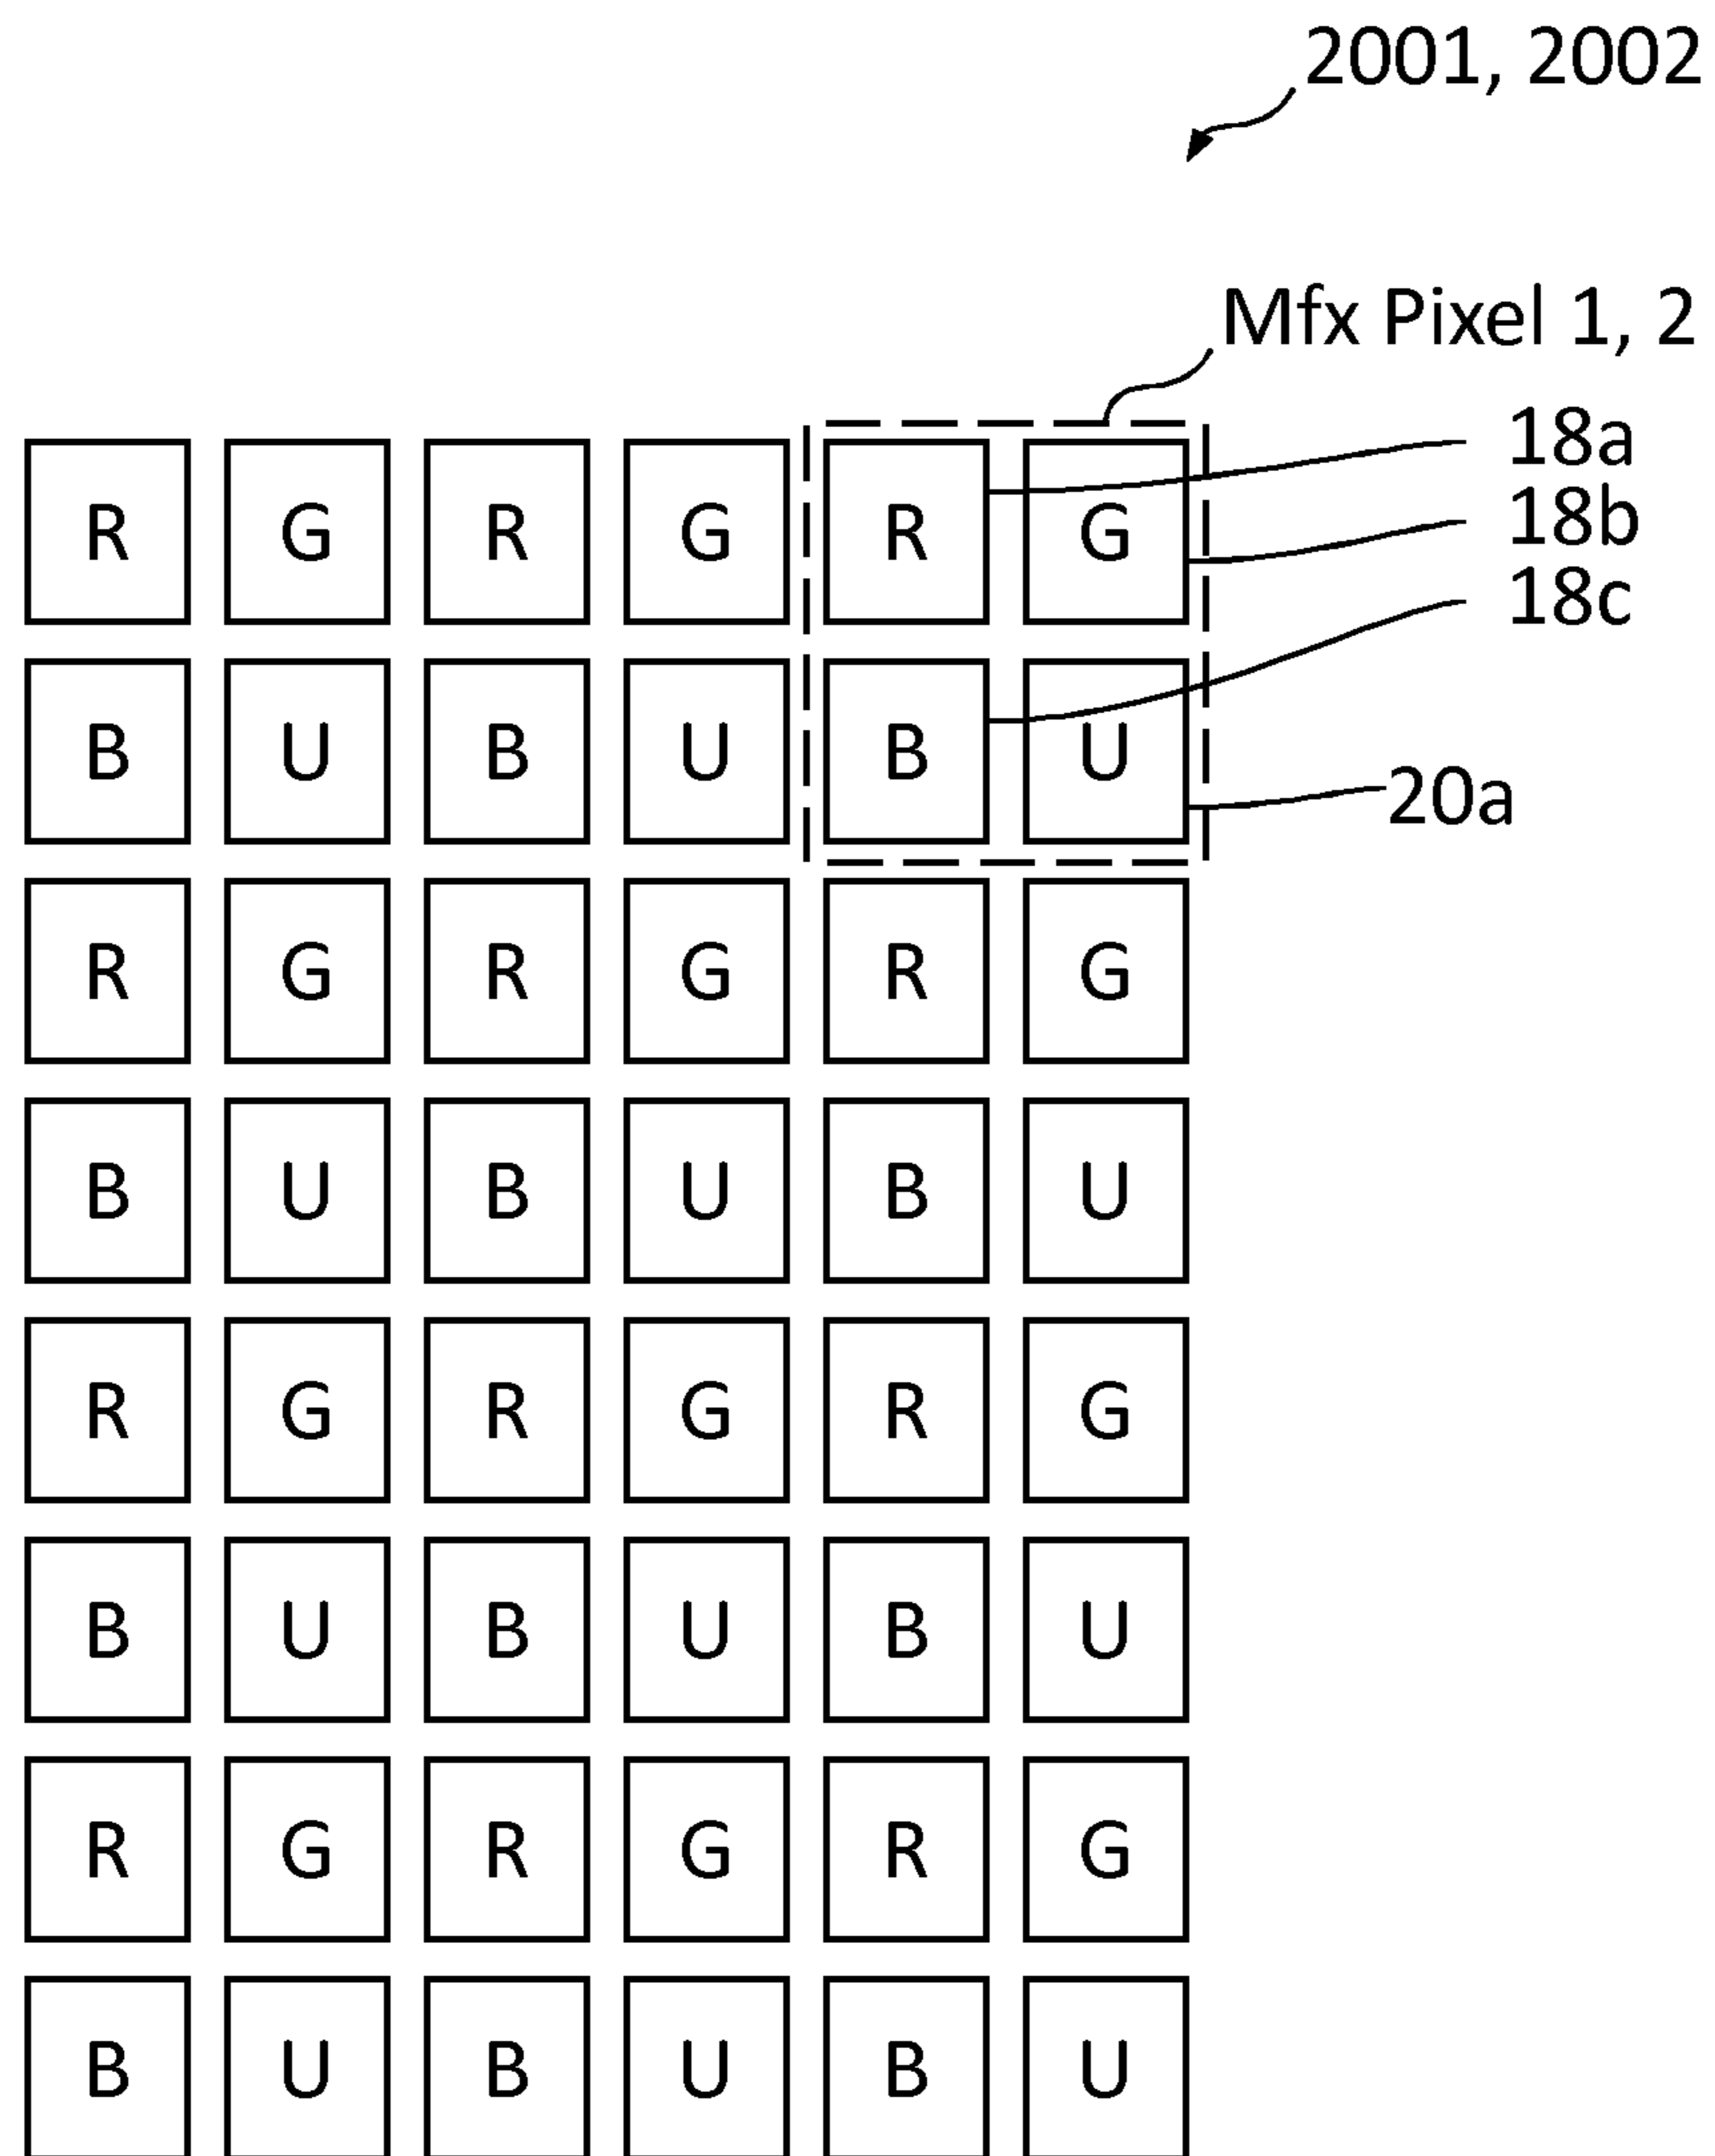 2001, 2002
Mfx Pixel 1, 2
18a
18b
18c
20a
R G R G R G
B U B U B U
R G R G R G
B U B U B U
R G R G R G
B U B U B U
R G R G R G
B U B U B U